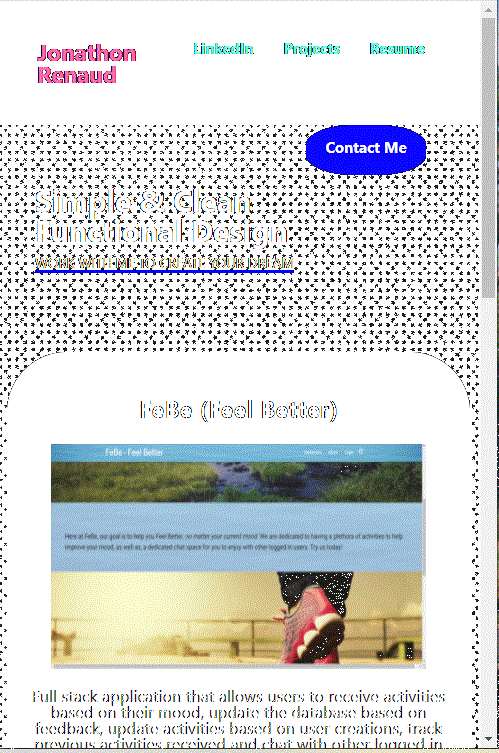 Jonathon
Renaud
LinkedIn
Projects
Resume
Contact Me
Simple & Clean
Functional Design
WORK WITH ME TO CREATE YOUR DREAM
FeBe (Feel Better)
FeBe - Feel Better
Here at FeBe, our goal is to help you Feel Better, no matter your current mood. We are dedicated to having a plethora of activities to help
improve your mood, as well as, a dedicated chat space for you to enjoy with other logged in users. Try us today!
Full stack application that allows users to receive activities
based on their mood, update the database based on
feedback, update activities based on user creations, track
previous activities received and chat with other logged in